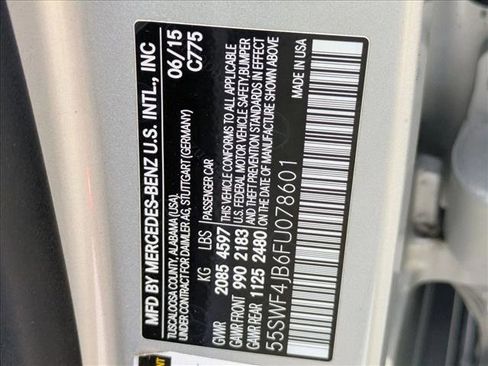 MFD BY MERCEDES-BENZ U.S. INTL., INC
06/15
TUSCALOOSA COUNTY, ALABAMA (USA),
C775
UNDER CONTRACT FOR DAIMLER AG, STUTTGART (GERMANY)
KG LBS PASSENGER CAR
GVWR 2085 4597
GAWR FRONT 990 2183
GAWR REAR 1125 2480
THIS VEHICLE CONFORMS TO ALL APPLICABLE
U.S. FEDERAL MOTOR VEHICLE SAFETY, BUMPER
AND THEFT PREVENTION STANDARDS IN EFFECT
ON THE DATE OF MANUFACTURE SHOWN ABOVE
55SWF4JB6FU078601
MADE IN USA